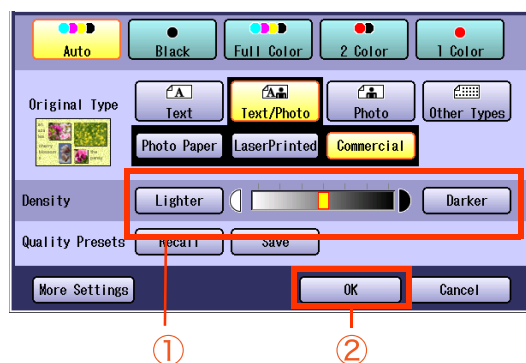 Auto Black Full Color 2 Color 1 Color
Original Type Text Text/Photo Photo Other Types
Photo Paper LaserPrinted Commercial
Density Lighter Darker
Quality Presets Recall Save
More Settings OK Cancel
① ②